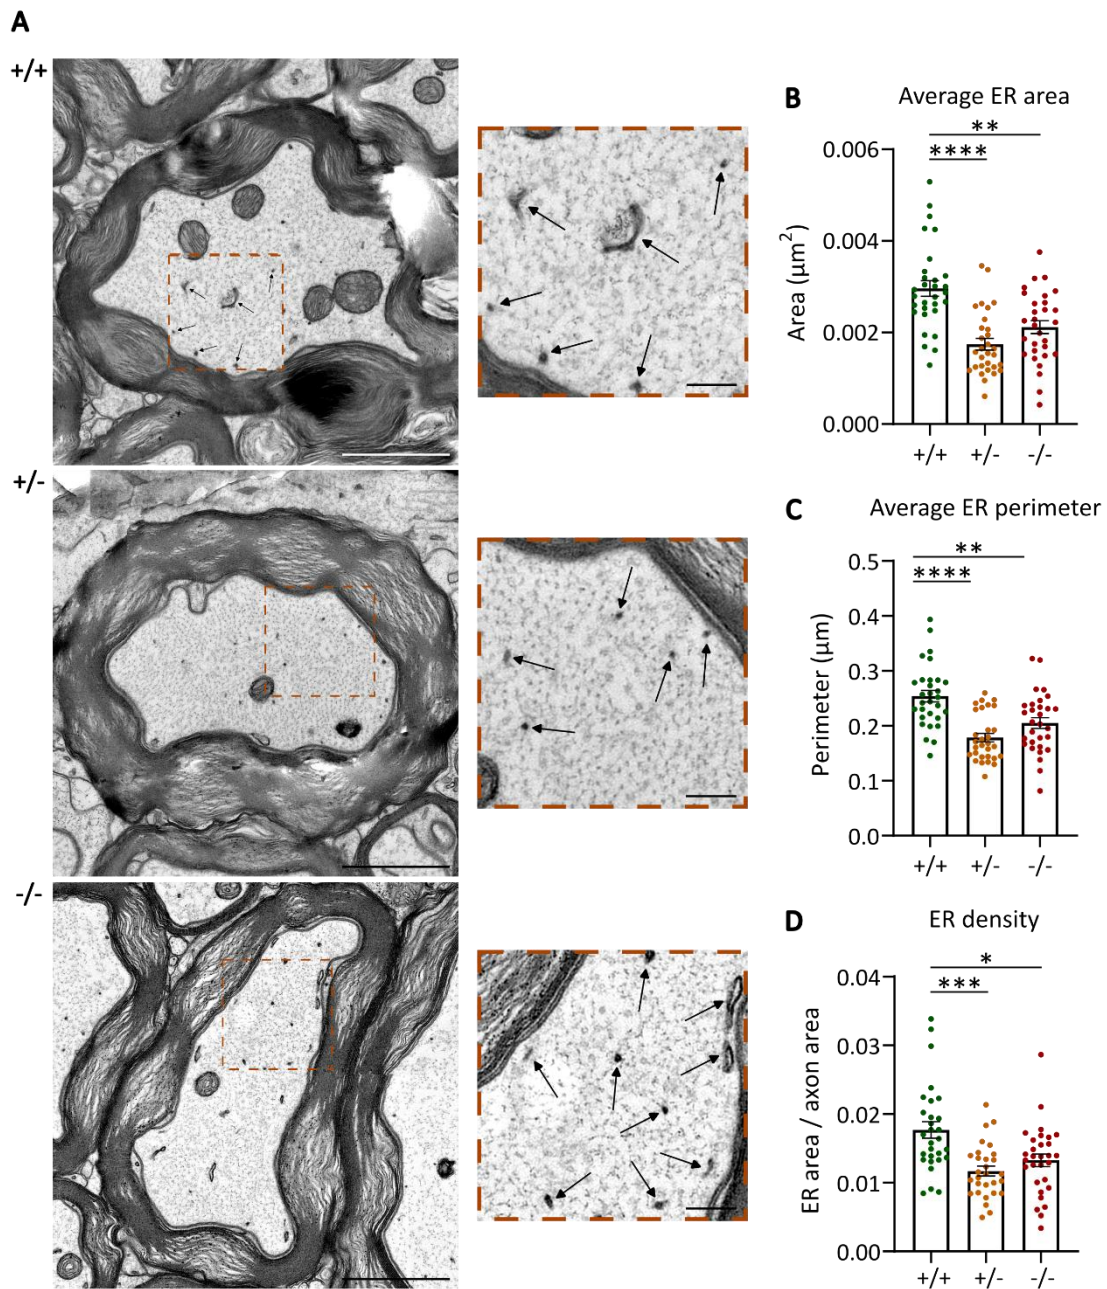 A
+/+
+/-
-/-
B
Average ER area
**
****
Area (μm²)
0.006
0.004
0.002
0.000
+/+ +/- -/-
C
Average ER perimeter
**
****
Perimeter (μm)
0.5
0.4
0.3
0.2
0.1
0.0
+/+ +/- -/-
D
ER density
*
***
ER area / axon area
0.04
0.03
0.02
0.01
0.00
+/+ +/- -/-